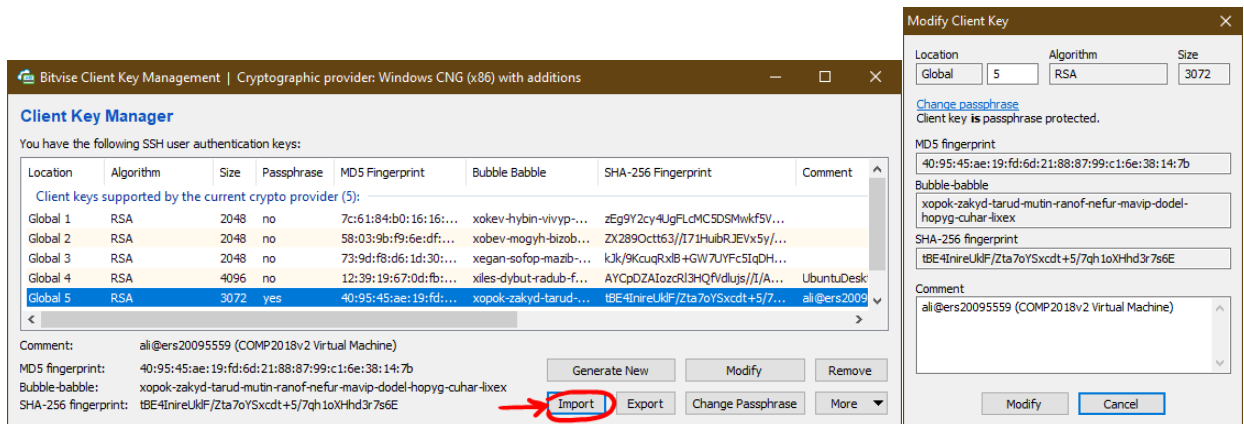 Bitvise Client Key Management | Cryptographic provider: Windows CNG (x86) with additions
Client Key Manager
You have the following SSH user authentication keys:
Location Algorithm Size Passphrase MD5 Fingerprint Bubble Babble SHA-256 Fingerprint Comment
Client keys supported by the current crypto provider (5):
Global 1 RSA 2048 no 7c:61:84:b0:16:16:... xokev-hybin-vivyp-... zEg9Y2cy4UgFLcMC5DSMwkf5V...
Global 2 RSA 2048 no 58:03:9b:f9:6e:df:... xobev-mogyh-bizob... ZX289Octt63//I71HuibRJEVx5y/...
Global 3 RSA 2048 no 73:9d:f8:d6:1d:30:... xegan-sofop-mazib-... kJk/9KcuqRxlB+GW7UYFc5IqDH...
Global 4 RSA 4096 no 12:39:19:67:0d:fb:... xiles-dybut-radub-f... AYCpDZAIozcRl3HQfVdlujs//I/A... UbuntuDesk
Global 5 RSA 3072 yes 40:95:45:ae:19:fd:... xopok-zakyd-tarud-... tBE4InireUklF/Zta7oYSxcdt+5/7... ali@ers2009
Comment: ali@ers20095559 (COMP2018v2 Virtual Machine)
MD5 fingerprint: 40:95:45:ae:19:fd:6d:21:88:87:99:c1:6e:38:14:7b
Bubble-babble: xopok-zakyd-tarud-mutin-ranof-nefur-mavip-dodel-hopyg-cuhar-lixex
SHA-256 fingerprint: tBE4InireUklF/Zta7oYSxcdt+5/7qh1oXHhd3r7s6E
Generate New Modify Remove
Import Export Change Passphrase More
Modify Client Key
Location Algorithm Size
Global 5 RSA 3072
Change passphrase
Client key is passphrase protected.
MD5 fingerprint
40:95:45:ae:19:fd:6d:21:88:87:99:c1:6e:38:14:7b
Bubble-babble
xopok-zakyd-tarud-mutin-ranof-nefur-mavip-dodel-
hopyg-cuhar-lixex
SHA-256 fingerprint
tBE4InireUklF/Zta7oYSxcdt+5/7qh1oXHhd3r7s6E
Comment
ali@ers20095559 (COMP2018v2 Virtual Machine)
Modify Cancel